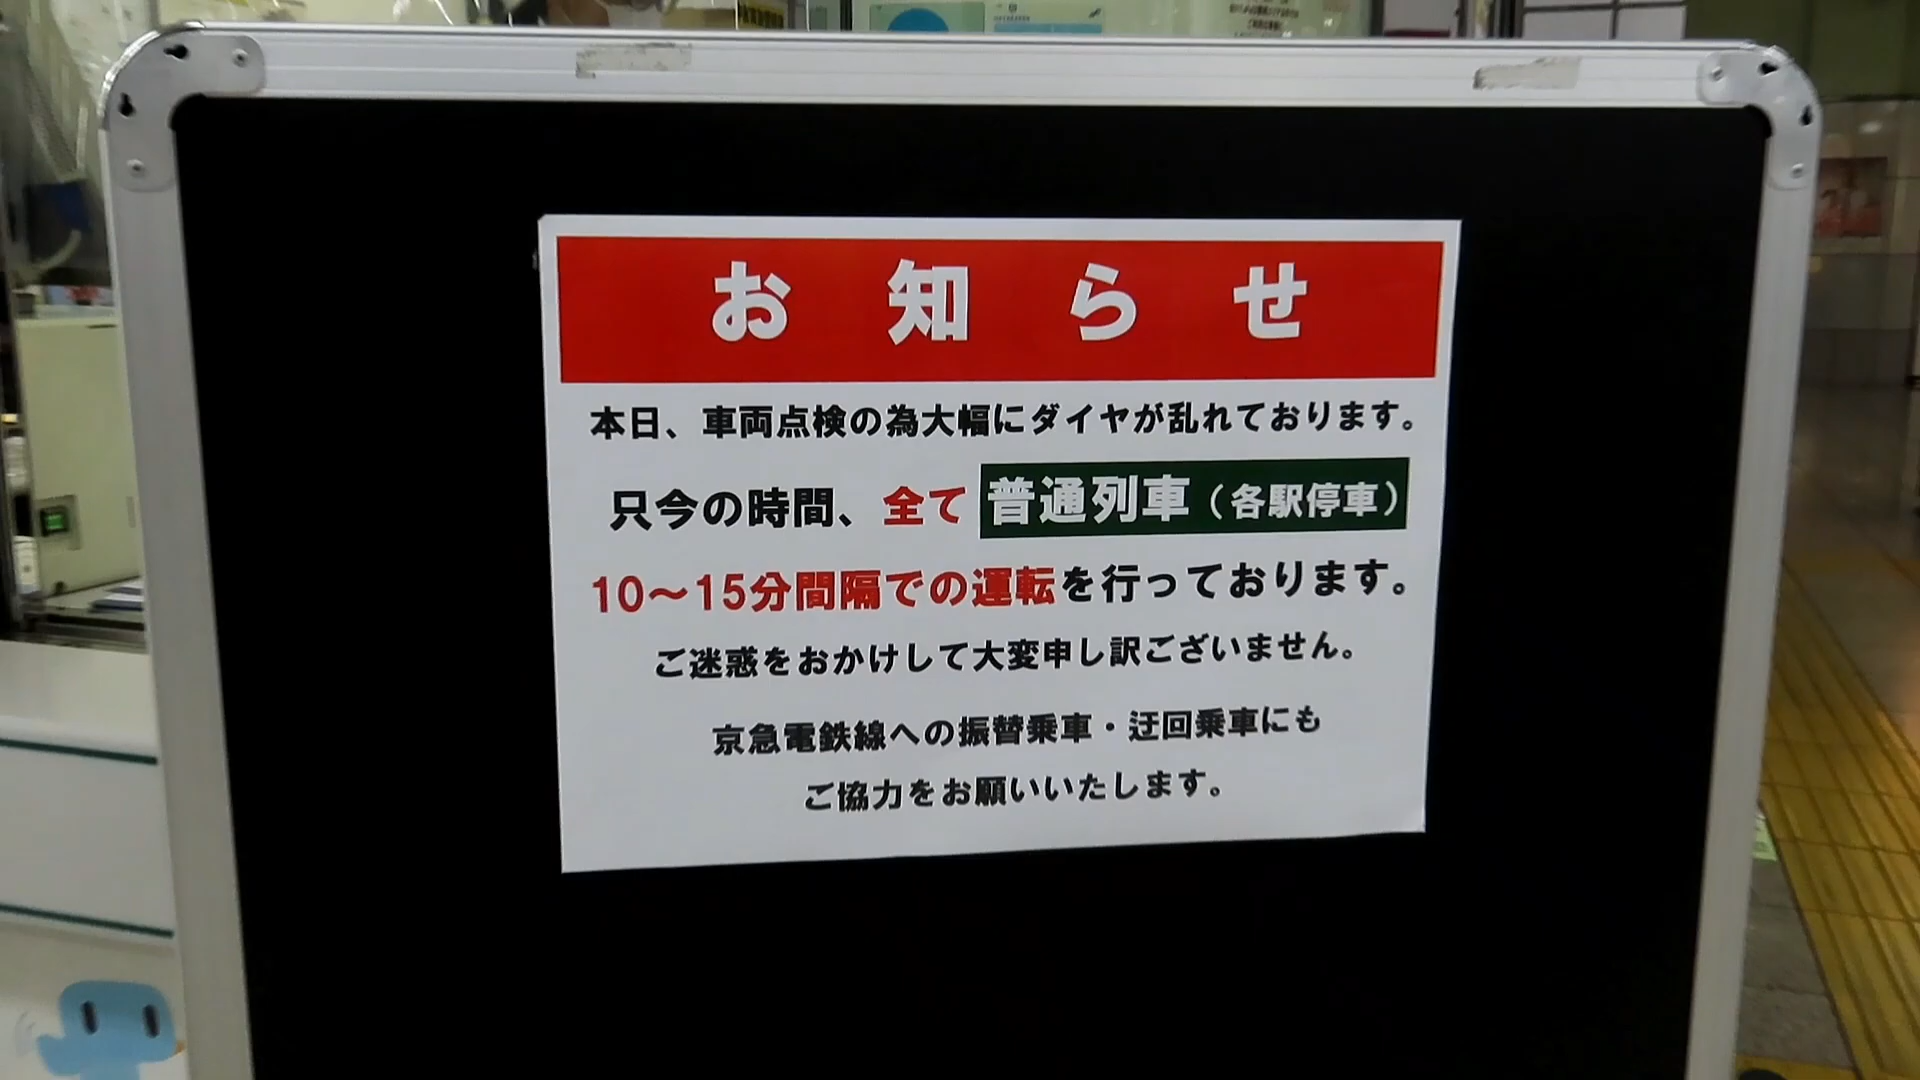 お知らせ
本日、車両点検の為大幅にダイヤが乱れております。
只今の時間、全て 普通列車（各駅停車）
10～15分間隔での運転を行っております。
ご迷惑をおかけして大変申し訳ございません。
京急電鉄線への振替乗車・迂回乗車にも
ご協力をお願いいたします。